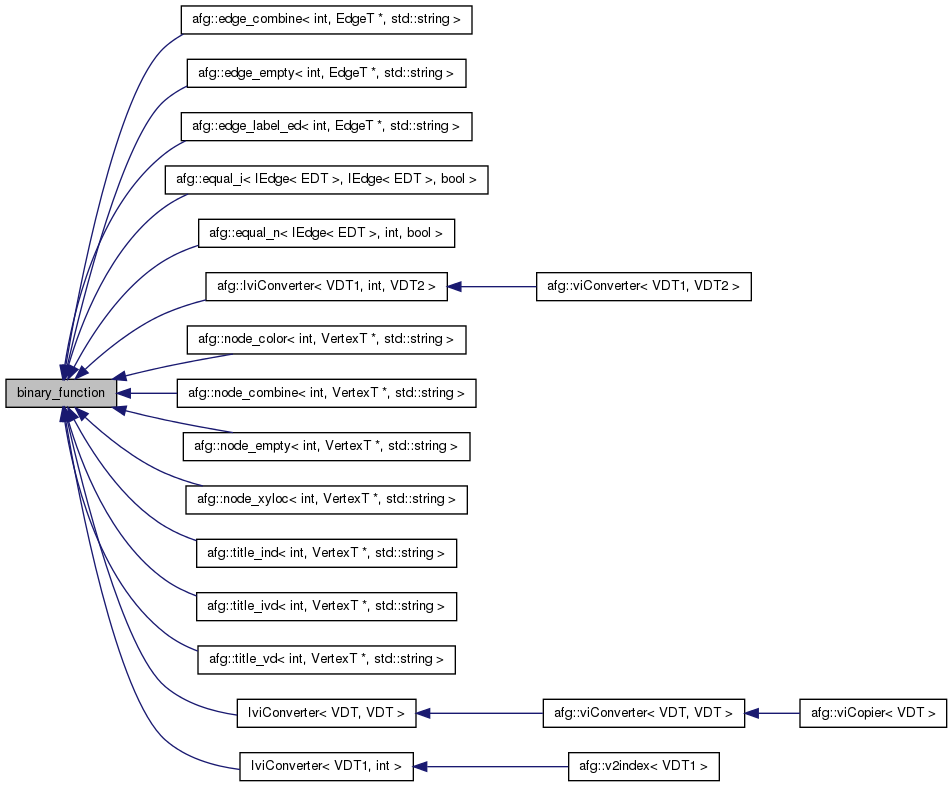 afg::edge_combine< int, EdgeT *, std::string >
afg::edge_empty< int, EdgeT *, std::string >
afg::edge_label_ed< int, EdgeT *, std::string >
afg::equal_i< IEdge< EDT >, IEdge< EDT >, bool >
afg::equal_n< IEdge< EDT >, int, bool >
afg::IviConverter< VDT1, int, VDT2 >
afg::viConverter< VDT1, VDT2 >
afg::node_color< int, VertexT *, std::string >
binary_function
afg::node_combine< int, VertexT *, std::string >
afg::node_empty< int, VertexT *, std::string >
afg::node_xyloc< int, VertexT *, std::string >
afg::title_ind< int, VertexT *, std::string >
afg::title_ivd< int, VertexT *, std::string >
afg::title_vd< int, VertexT *, std::string >
IviConverter< VDT, VDT >
afg::viConverter< VDT, VDT >
afg::viCopier< VDT >
IviConverter< VDT1, int >
afg::v2index< VDT1 >